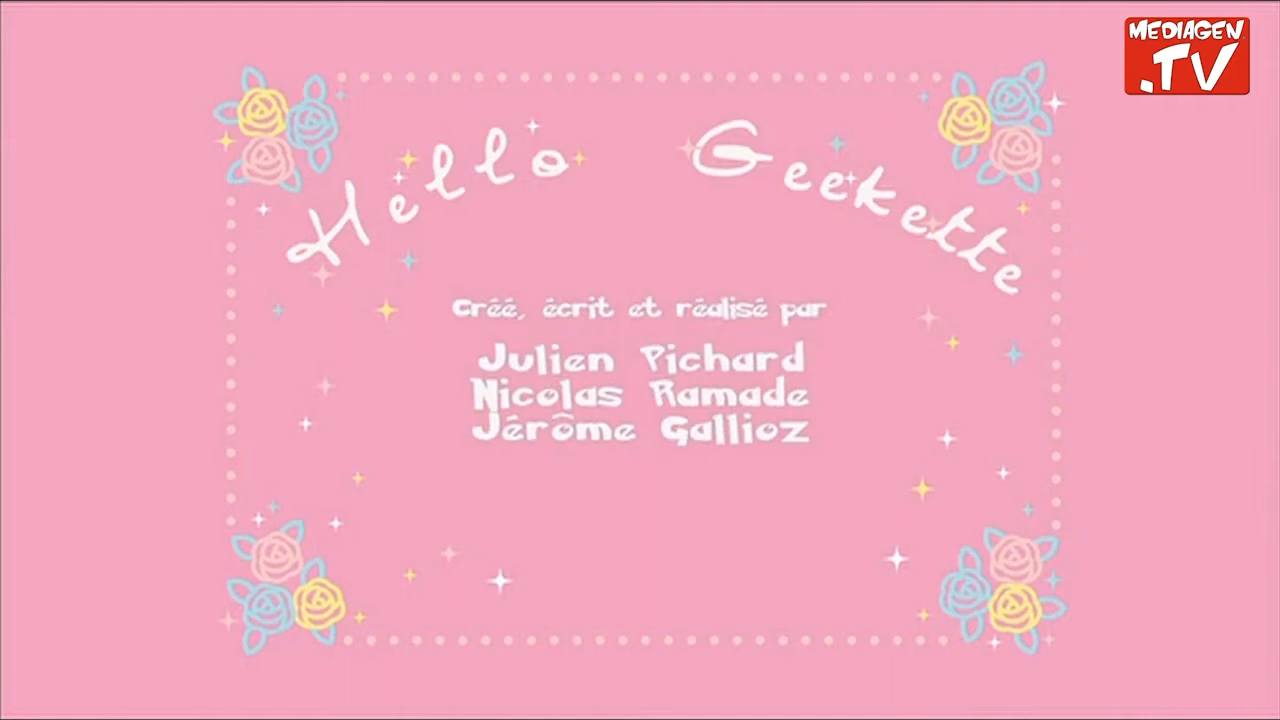 MEDIAGEN
.TV
Hello Geekette
Créé, écrit et réalisé par
Julien Pichard
Nicolas Ramade
Jérôme Gallioz